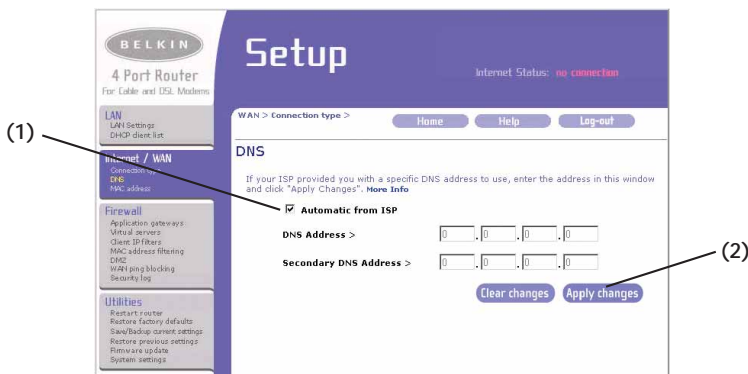 BELKIN
4 Port Router
For Cable and DSL Modems
Setup
Internet Status: no connection
LAN
LAN Settings
DHCP client list
Internet / WAN
Connection type
DNS
MAC address
Firewall
Application gateways
Virtual servers
Client IP filters
MAC address filtering
DMZ
WAN ping blocking
Security log
Utilities
Restart router
Restore factory defaults
Save/Backup current settings
Restore previous settings
Firmware update
System settings
WAN > Connection type >
Home
Help
Log-out
DNS
If your ISP provided you with a specific DNS address to use, enter the address in this window
and click "Apply Changes". More Info
Automatic from ISP
DNS Address > 0 . 0 . 0 . 0
Secondary DNS Address > 0 . 0 . 0 . 0
Clear changes
Apply changes
(1)
(2)